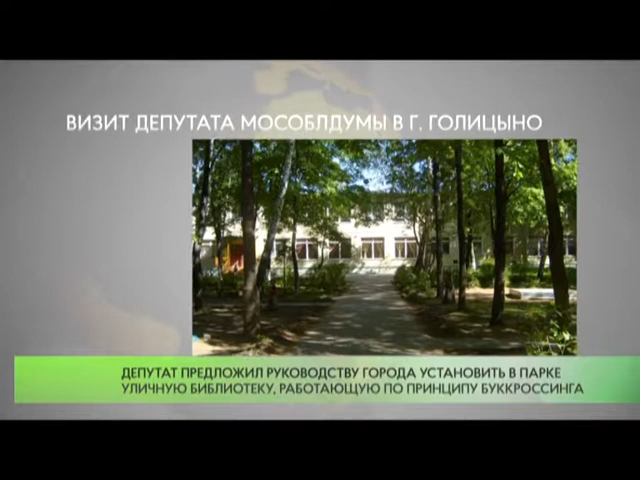 ВИЗИТ ДЕПУТАТА МОСОБЛДУМЫ В Г. ГОЛИЦЫНО
ДЕПУТАТ ПРЕДЛОЖИЛ РУКОВОДСТВУ ГОРОДА УСТАНОВИТЬ В ПАРКЕ
УЛИЧНУЮ БИБЛИОТЕКУ, РАБОТАЮЩУЮ ПО ПРИНЦИПУ БУККРОССИНГА